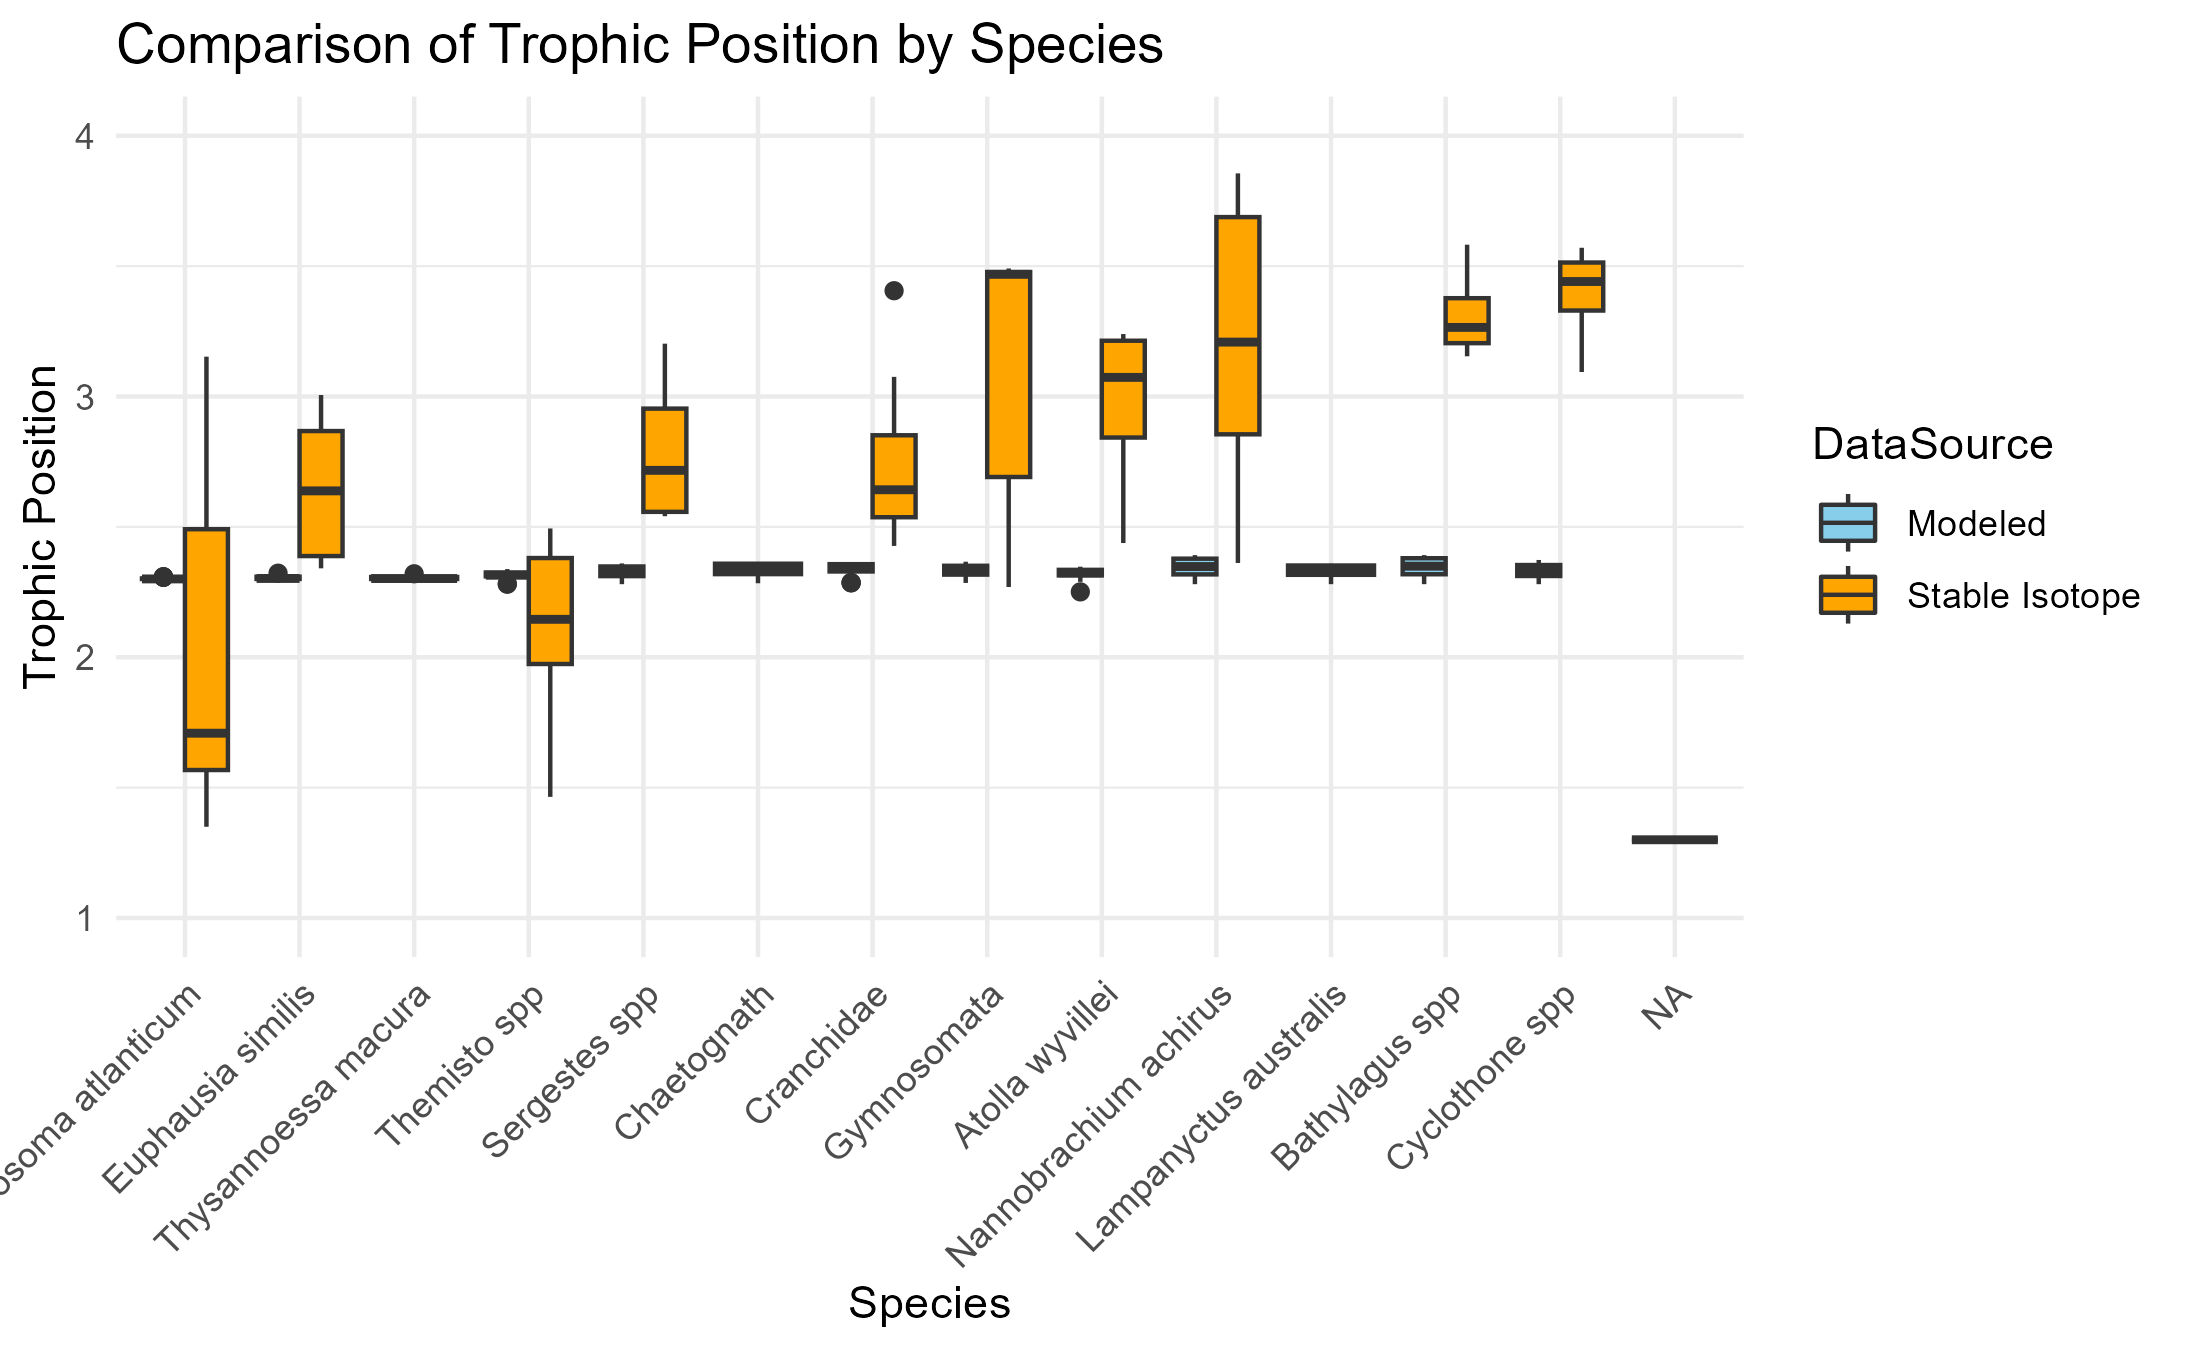 Comparison of Trophic Position by Species
4
3
2
1
Trophic Position
atlanticum
Euphausia similis
Thysannoessa macura
Themisto spp
Sergestes spp
Chaetognath
Cranchidae
Gymnosomata
Atolla wyvillei
Nannobrachium achirus
Lampanyctus australis
Bathylagus spp
Cyclothone spp
NA
Species
DataSource
Modeled
Stable Isotope